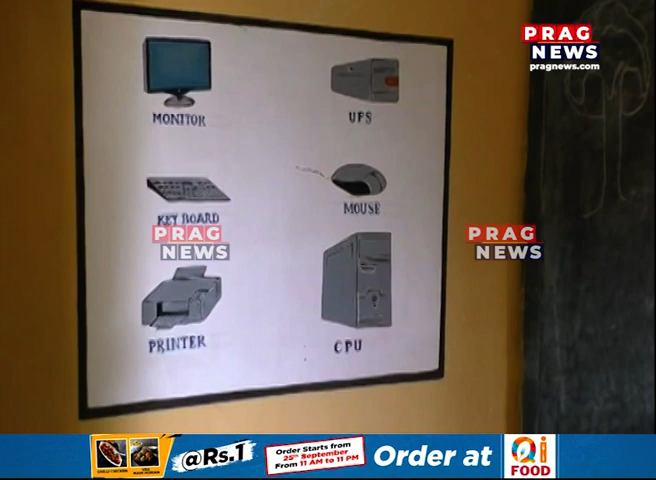 PRAG
NEWS
pragnews.com
MONITOR
UPS
KEY BOARD
MOUSE
PRAG
NEWS
PRAG
NEWS
PRINTER
CPU
@Rs.1
Order Starts from
25th September
From 11 AM to 11 PM
Order at
Qi
FOOD